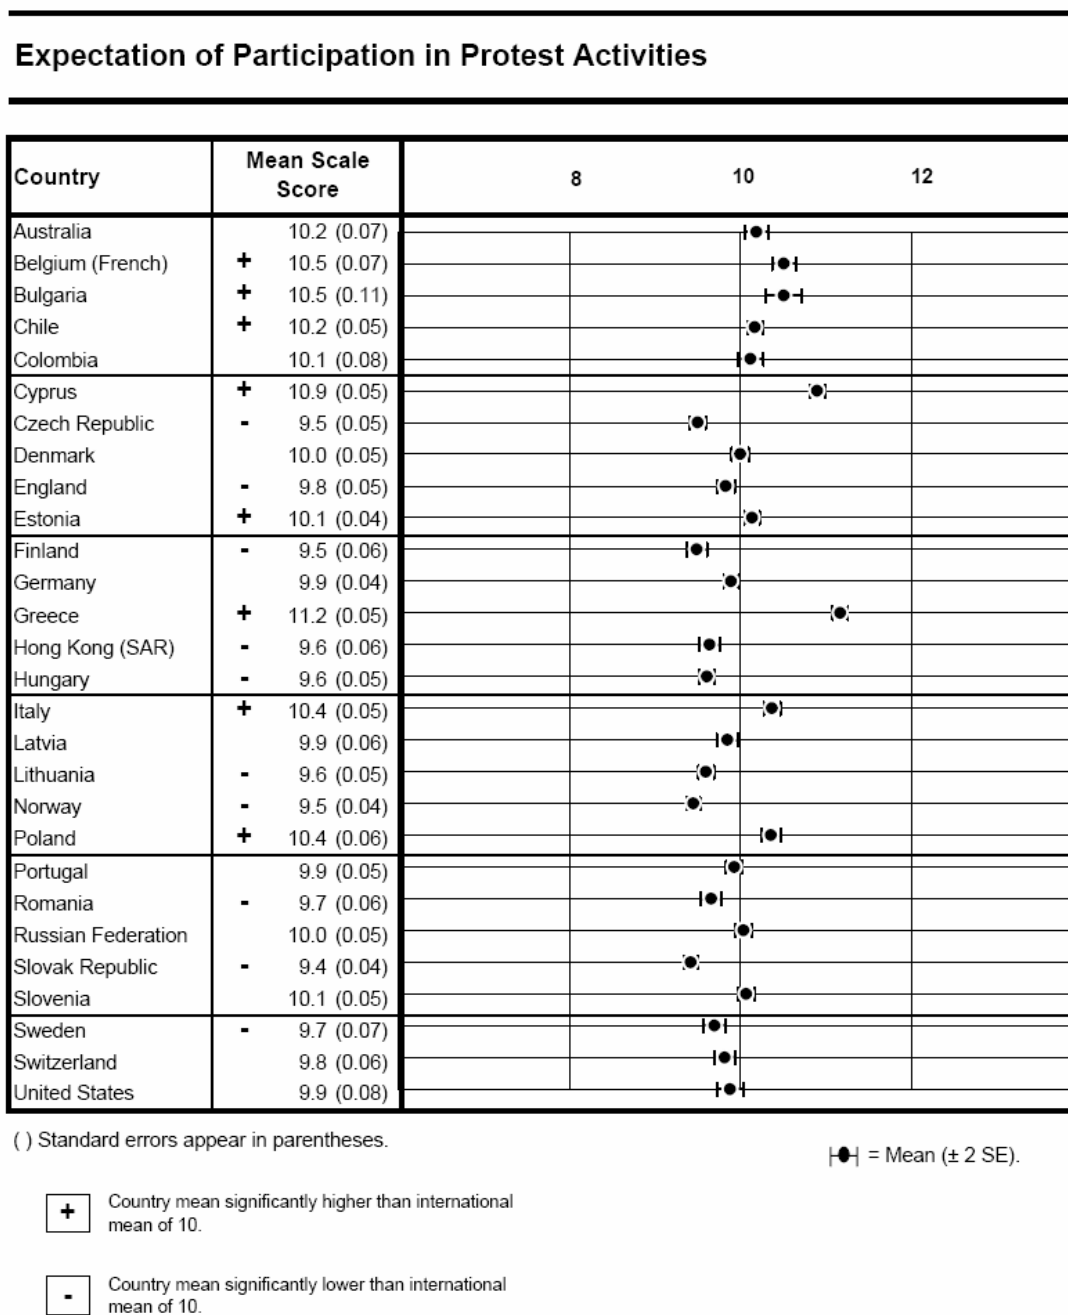 Expectation of Participation in Protest Activities
Country Mean Scale Score 8 10 12
Australia 10.2 (0.07)
Belgium (French) + 10.5 (0.07)
Bulgaria + 10.5 (0.11)
Chile + 10.2 (0.05)
Colombia 10.1 (0.08)
Cyprus + 10.9 (0.05)
Czech Republic - 9.5 (0.05)
Denmark 10.0 (0.05)
England - 9.8 (0.05)
Estonia + 10.1 (0.04)
Finland - 9.5 (0.06)
Germany 9.9 (0.04)
Greece + 11.2 (0.05)
Hong Kong (SAR) - 9.6 (0.06)
Hungary - 9.6 (0.05)
Italy + 10.4 (0.05)
Latvia 9.9 (0.06)
Lithuania - 9.6 (0.05)
Norway - 9.5 (0.04)
Poland + 10.4 (0.06)
Portugal 9.9 (0.05)
Romania - 9.7 (0.06)
Russian Federation 10.0 (0.05)
Slovak Republic - 9.4 (0.04)
Slovenia 10.1 (0.05)
Sweden - 9.7 (0.07)
Switzerland 9.8 (0.06)
United States 9.9 (0.08)
( ) Standard errors appear in parentheses.
= Mean (± 2 SE).
+ Country mean significantly higher than international
mean of 10.
- Country mean significantly lower than international
mean of 10.